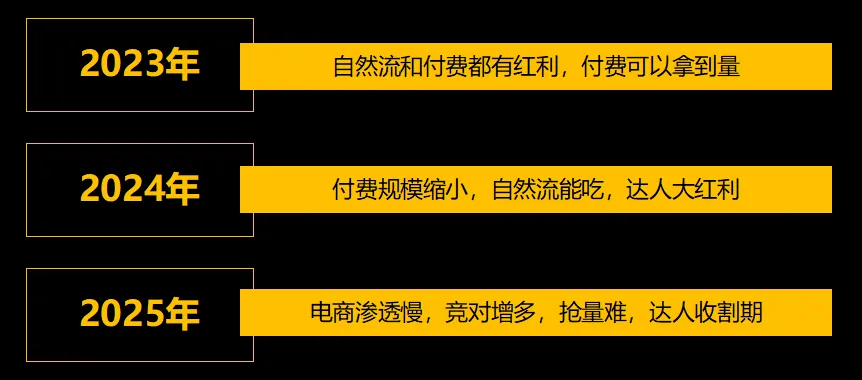 2023年
自然流和付费都有红利，付费可以拿到量
2024年
付费规模缩小，自然流能吃，达人大红利
2025年
电商渗透慢，竞对增多，抢量难，达人收割期